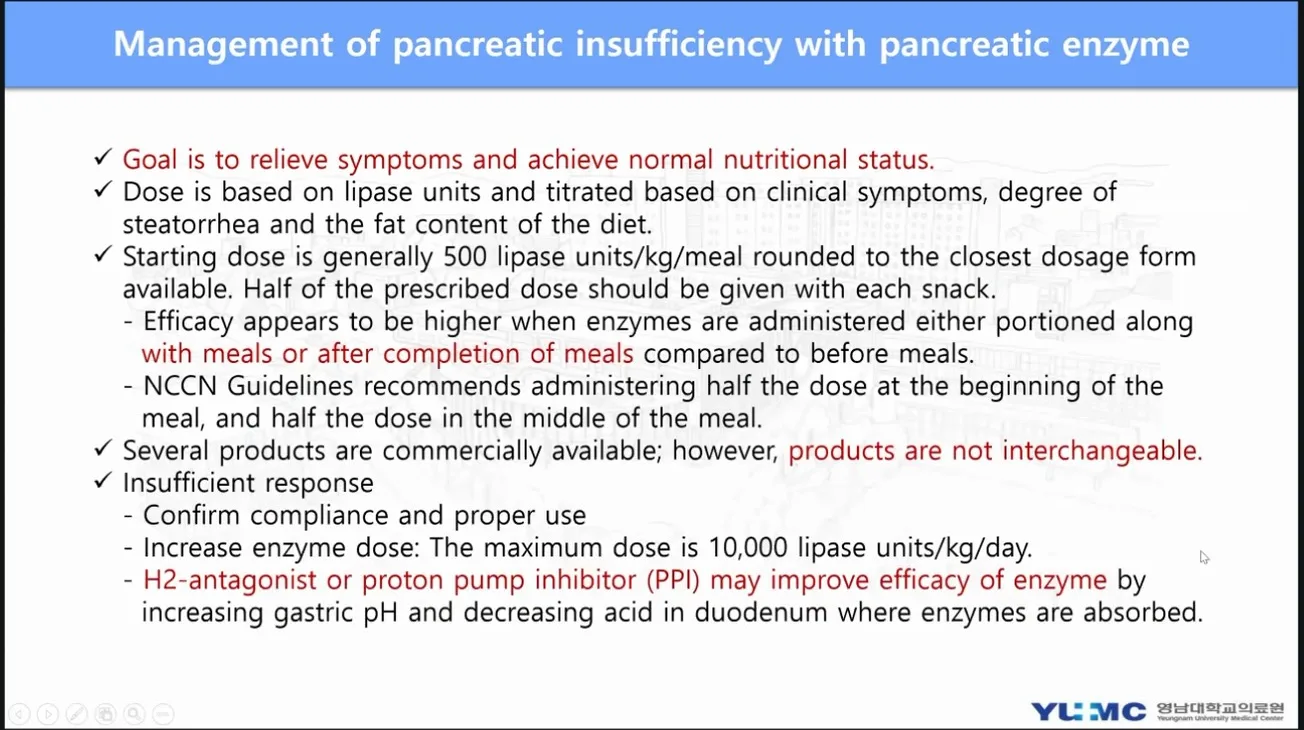 Management of pancreatic insufficiency with pancreatic enzyme
✓ Goal is to relieve symptoms and achieve normal nutritional status.
✓ Dose is based on lipase units and titrated based on clinical symptoms, degree of
steatorrhea and the fat content of the diet.
✓ Starting dose is generally 500 lipase units/kg/meal rounded to the closest dosage form
available. Half of the prescribed dose should be given with each snack.
- Efficacy appears to be higher when enzymes are administered either portioned along
with meals or after completion of meals compared to before meals.
- NCCN Guidelines recommends administering half the dose at the beginning of the
meal, and half the dose in the middle of the meal.
✓ Several products are commercially available; however, products are not interchangeable.
✓ Insufficient response
- Confirm compliance and proper use
- Increase enzyme dose: The maximum dose is 10,000 lipase units/kg/day.
- H2-antagonist or proton pump inhibitor (PPI) may improve efficacy of enzyme by
increasing gastric pH and decreasing acid in duodenum where enzymes are absorbed.
YUMC 영남대학교의료원
Yeungnam University Medical Center